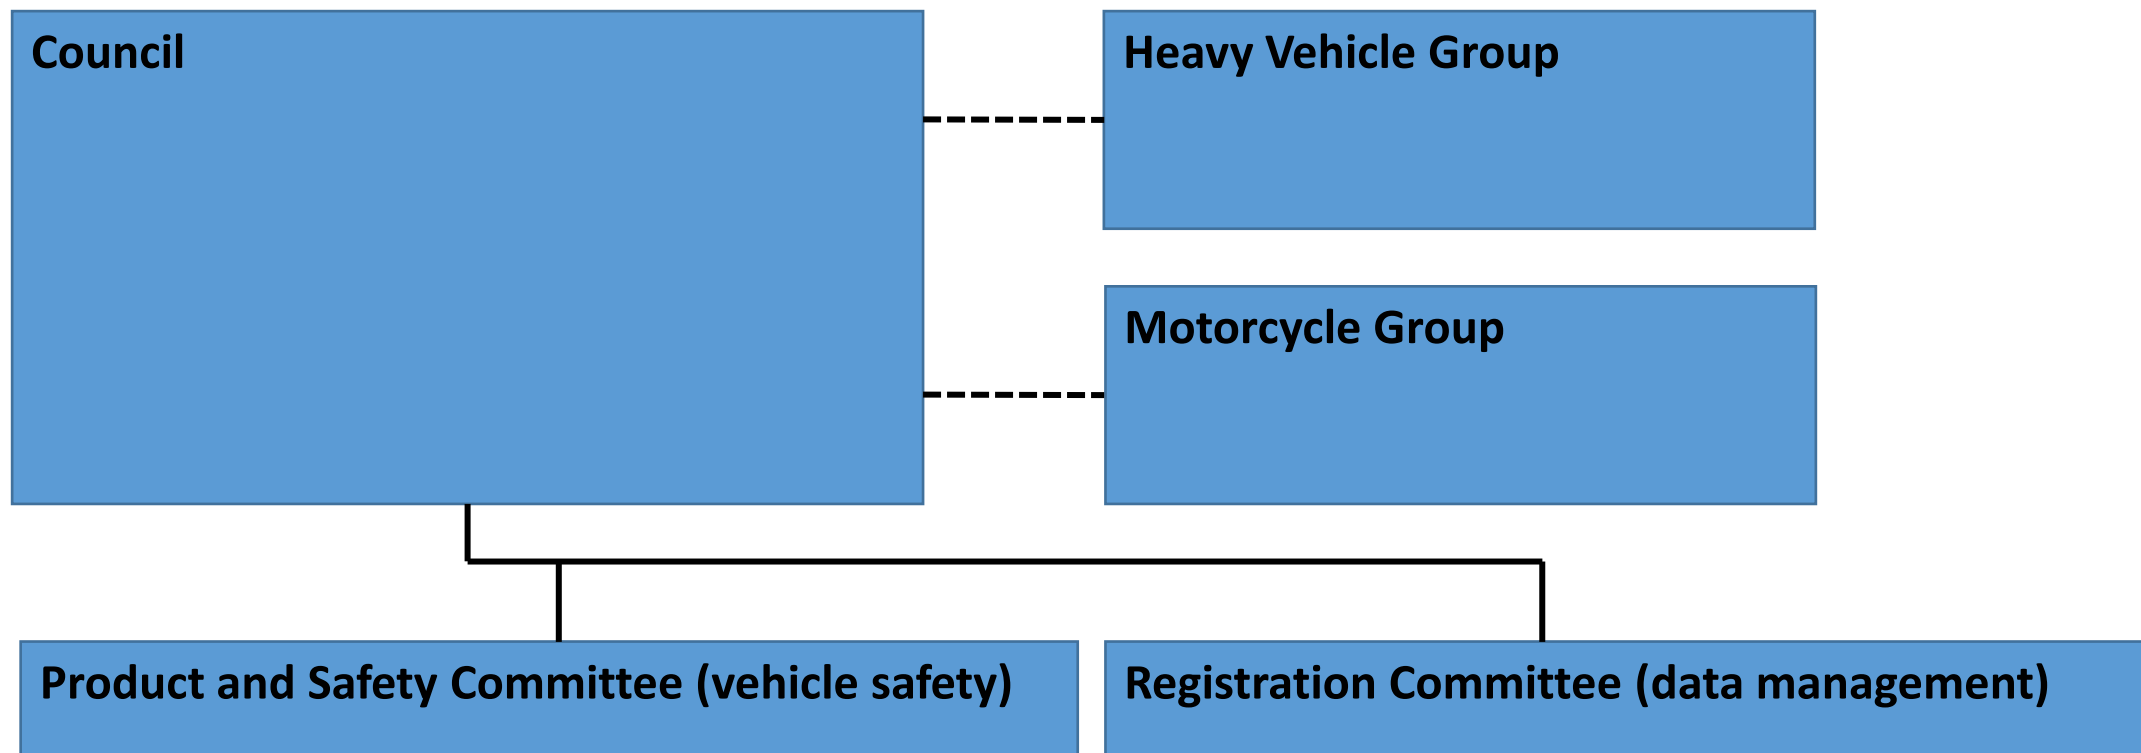 Council
Heavy Vehicle Group
Motorcycle Group
Product and Safety Committee (vehicle safety)
Registration Committee (data management)